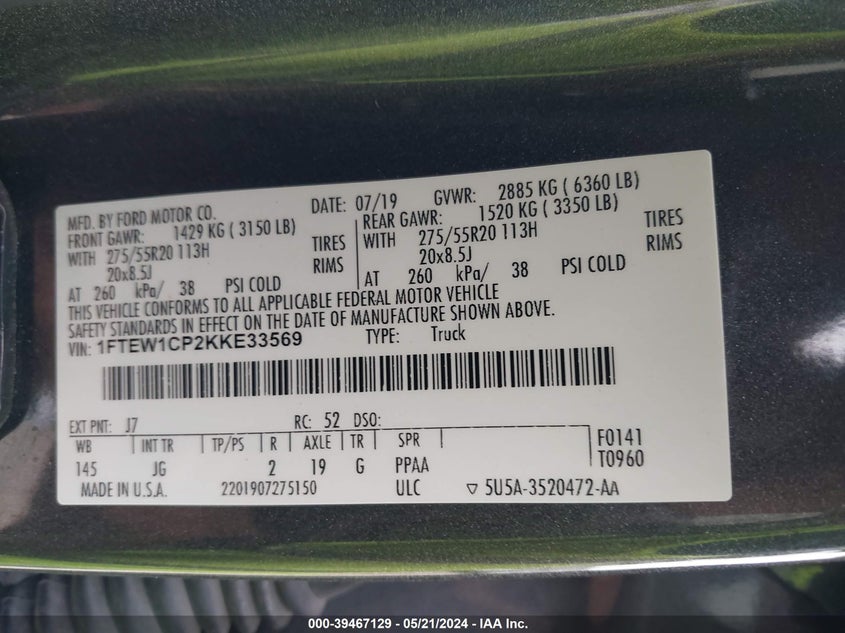 MFD. BY FORD MOTOR CO. DATE: 07/19 GVWR: 2885 KG ( 6360 LB)
FRONT GAWR: 1429 KG ( 3150 LB) REAR GAWR: 1520 KG ( 3350 LB)
WITH 275/55R20 113H TIRES WITH 275/55R20 113H TIRES
20x8.5J RIMS 20x8.5J RIMS
AT 260 kPa/ 38 PSI COLD AT 260 kPa/ 38 PSI COLD
THIS VEHICLE CONFORMS TO ALL APPLICABLE FEDERAL MOTOR VEHICLE
SAFETY STANDARDS IN EFFECT ON THE DATE OF MANUFACTURE SHOWN ABOVE.
VIN: 1FTEW1CP2KKE33569 TYPE: Truck
EXT PNT: J7 RC: 52 DSO:
WB INT TR TP/PS R AXLE TR SPR F0141
145 JG 2 19 G PPAA T0960
MADE IN U.S.A. 2201907275150 ULC ▽ 5U5A-3520472-AA
000-39467129 - 05/21/2024 - IAA Inc.